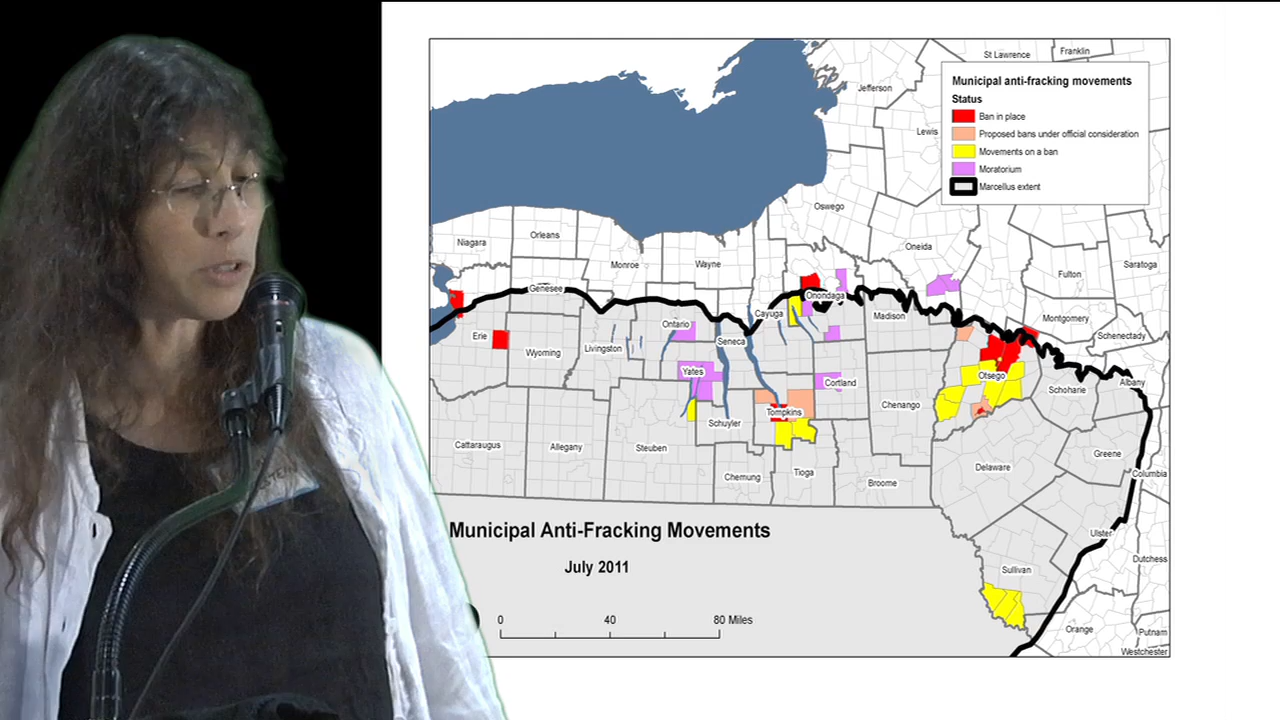 St Lawrence
Franklin
Jefferson
Lewis
Municipal anti-fracking movements
Status
Ban in place
Proposed bans under official consideration
Movements on a ban
Moratorium
Marcellus extent
Oswego
Oneida
Niagara
Orleans
Monroe
Wayne
Fulton
Saratoga
Genesee
Onondaga
Cayuga
Madison
Montgomery
Schenectady
Erie
Wyoming
Livingston
Ontario
Seneca
Yates
Cortland
Otsego
Schoharie
Albany
Chenango
Tompkins
Schuyler
Cattaraugus
Allegany
Steuben
Chemung
Tioga
Broome
Delaware
Greene
Columbia
Ulster
Sullivan
Dutchess
Orange
Putnam
Westchester
Municipal Anti-Fracking Movements
July 2011
0 40 80 Miles